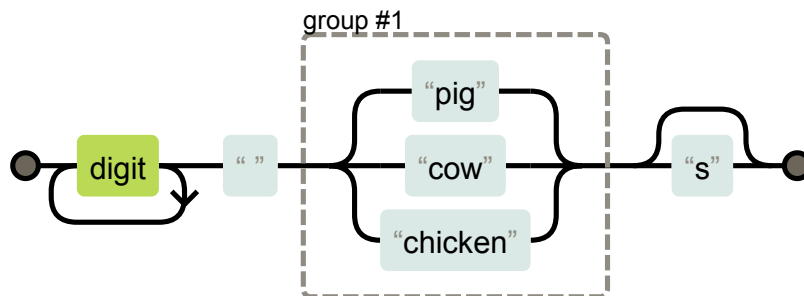 group #1
“pig”
digit “ ” “cow” “s”
“chicken”